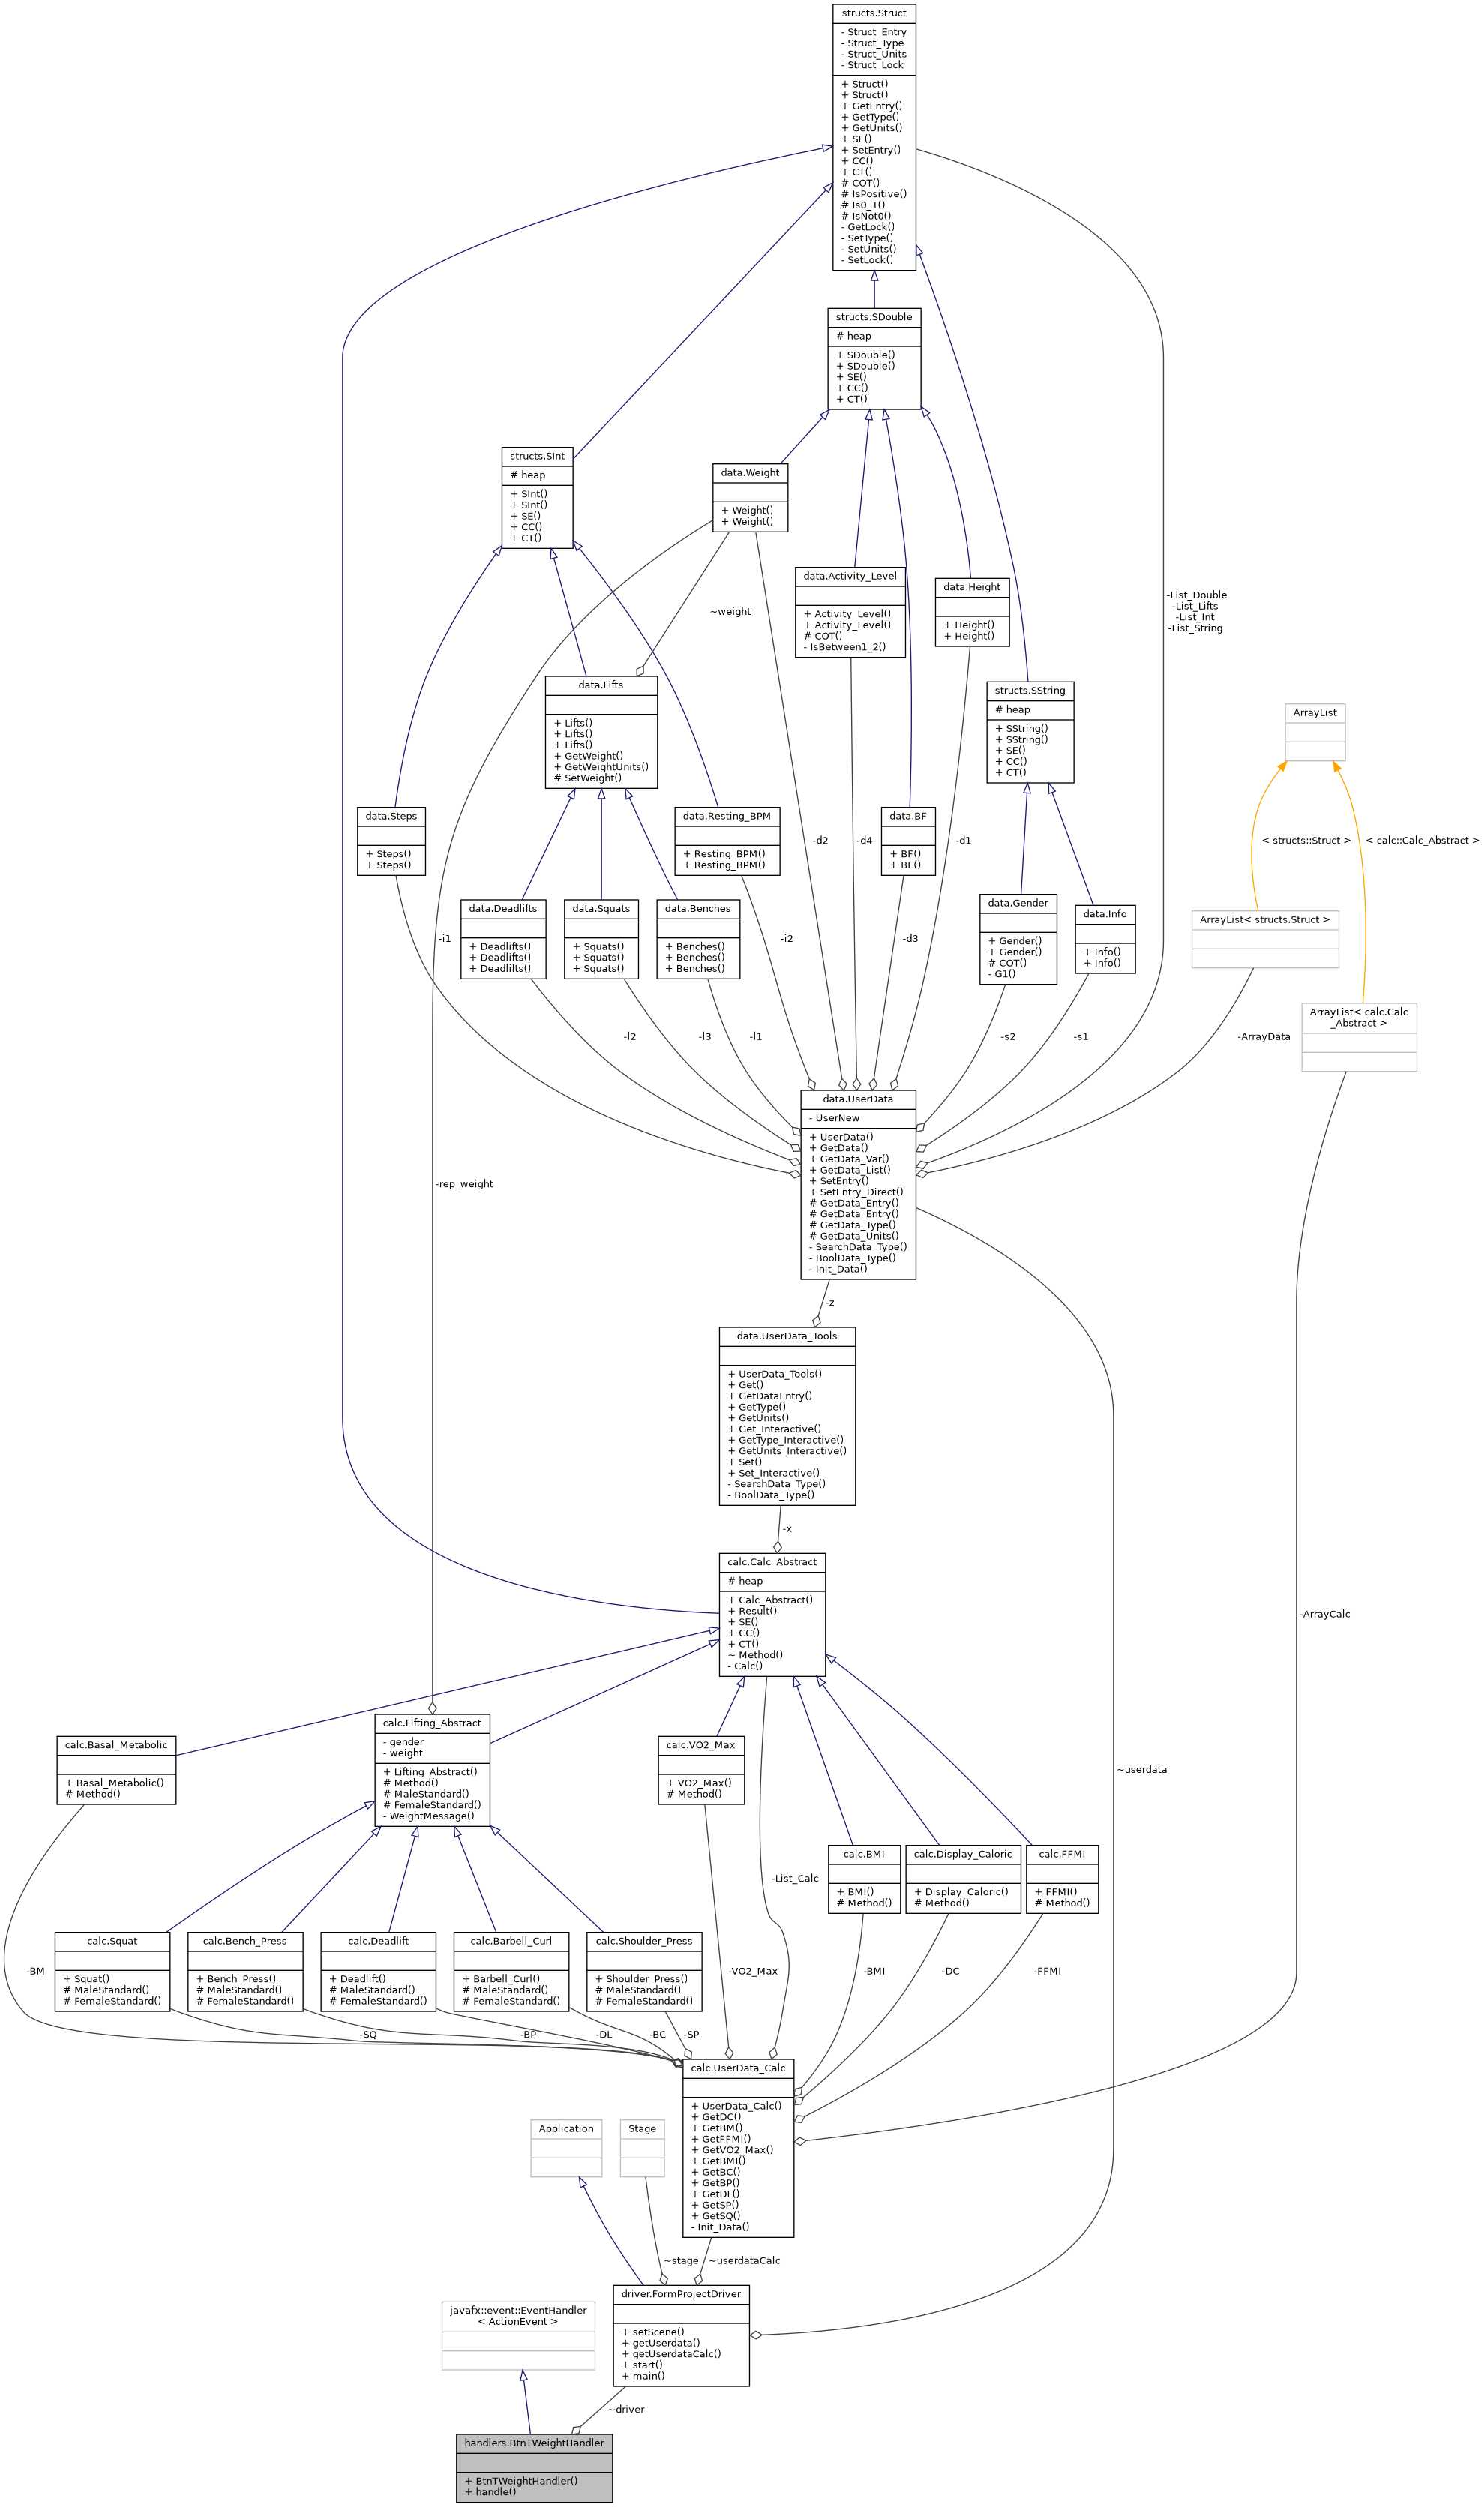 structs.Struct
- Struct_Entry
- Struct_Type
- Struct_Units
- Struct_Lock
+ Struct()
+ Struct()
+ GetEntry()
+ GetType()
+ GetUnits()
+ SE()
+ SetEntry()
+ CC()
+ CT()
# COT()
# IsPositive()
# Is0_1()
# IsNot0()
- GetLock()
- SetType()
- SetUnits()
- SetLock()
structs.SDouble
# heap
+ SDouble()
+ SDouble()
+ SE()
+ CC()
+ CT()
structs.SInt
# heap
+ SInt()
+ SInt()
+ SE()
+ CC()
+ CT()
data.Weight
+ Weight()
+ Weight()
data.Activity_Level
+ Activity_Level()
+ Activity_Level()
# COT()
- IsBetween1_2()
data.Height
+ Height()
+ Height()
-List_Double
-List_Lifts
-List_Int
-List_String
~weight
data.Lifts
+ Lifts()
+ Lifts()
+ Lifts()
+ GetWeight()
+ GetWeightUnits()
# SetWeight()
structs.SString
# heap
+ SString()
+ SString()
+ SE()
+ CC()
+ CT()
ArrayList
data.Steps
+ Steps()
+ Steps()
data.Resting_BPM
+ Resting_BPM()
+ Resting_BPM()
-d2
-d4
data.BF
+ BF()
+ BF()
-d1
< structs::Struct >
< calc::Calc_Abstract >
data.Deadlifts
+ Deadlifts()
+ Deadlifts()
+ Deadlifts()
data.Squats
+ Squats()
+ Squats()
+ Squats()
data.Benches
+ Benches()
+ Benches()
+ Benches()
data.Gender
+ Gender()
+ Gender()
# COT()
- G1()
data.Info
+ Info()
+ Info()
ArrayList< structs.Struct >
-i1
-i2
-d3
ArrayList< calc.Calc
_Abstract >
-l2
-l3
-l1
-s2
-s1
-ArrayData
data.UserData
- UserNew
+ UserData()
+ GetData()
+ GetData_Var()
+ GetData_List()
+ SetEntry()
+ SetEntry_Direct()
# GetData_Entry()
# GetData_Entry()
# GetData_Type()
# GetData_Units()
- SearchData_Type()
- BoolData_Type()
- Init_Data()
-rep_weight
-z
data.UserData_Tools
+ UserData_Tools()
+ Get()
+ GetDataEntry()
+ GetType()
+ GetUnits()
+ Get_Interactive()
+ GetType_Interactive()
+ GetUnits_Interactive()
+ Set()
+ Set_Interactive()
- SearchData_Type()
- BoolData_Type()
-x
calc.Calc_Abstract
# heap
+ Calc_Abstract()
+ Result()
+ SE()
+ CC()
+ CT()
~ Method()
- Calc()
-ArrayCalc
calc.Basal_Metabolic
+ Basal_Metabolic()
# Method()
calc.Lifting_Abstract
- gender
- weight
+ Lifting_Abstract()
# Method()
# MaleStandard()
# FemaleStandard()
- WeightMessage()
calc.VO2_Max
+ VO2_Max()
# Method()
~userdata
-List_Calc
calc.BMI
+ BMI()
# Method()
calc.Display_Caloric
+ Display_Caloric()
# Method()
calc.FFMI
+ FFMI()
# Method()
calc.Squat
+ Squat()
# MaleStandard()
# FemaleStandard()
calc.Bench_Press
+ Bench_Press()
# MaleStandard()
# FemaleStandard()
calc.Deadlift
+ Deadlift()
# MaleStandard()
# FemaleStandard()
calc.Barbell_Curl
+ Barbell_Curl()
# MaleStandard()
# FemaleStandard()
calc.Shoulder_Press
+ Shoulder_Press()
# MaleStandard()
# FemaleStandard()
-BM
-VO2_Max
-BMI
-DC
-FFMI
-SQ
-BP
-DL
-BC
-SP
calc.UserData_Calc
+ UserData_Calc()
+ GetDC()
+ GetBM()
+ GetFFMI()
+ GetVO2_Max()
+ GetBMI()
+ GetBC()
+ GetBP()
+ GetDL()
+ GetSP()
+ GetSQ()
- Init_Data()
Application
Stage
~stage
~userdataCalc
driver.FormProjectDriver
+ setScene()
+ getUserdata()
+ getUserdataCalc()
+ start()
+ main()
javafx::event::EventHandler
< ActionEvent >
~driver
handlers.BtnTWeightHandler
+ BtnTWeightHandler()
+ handle()